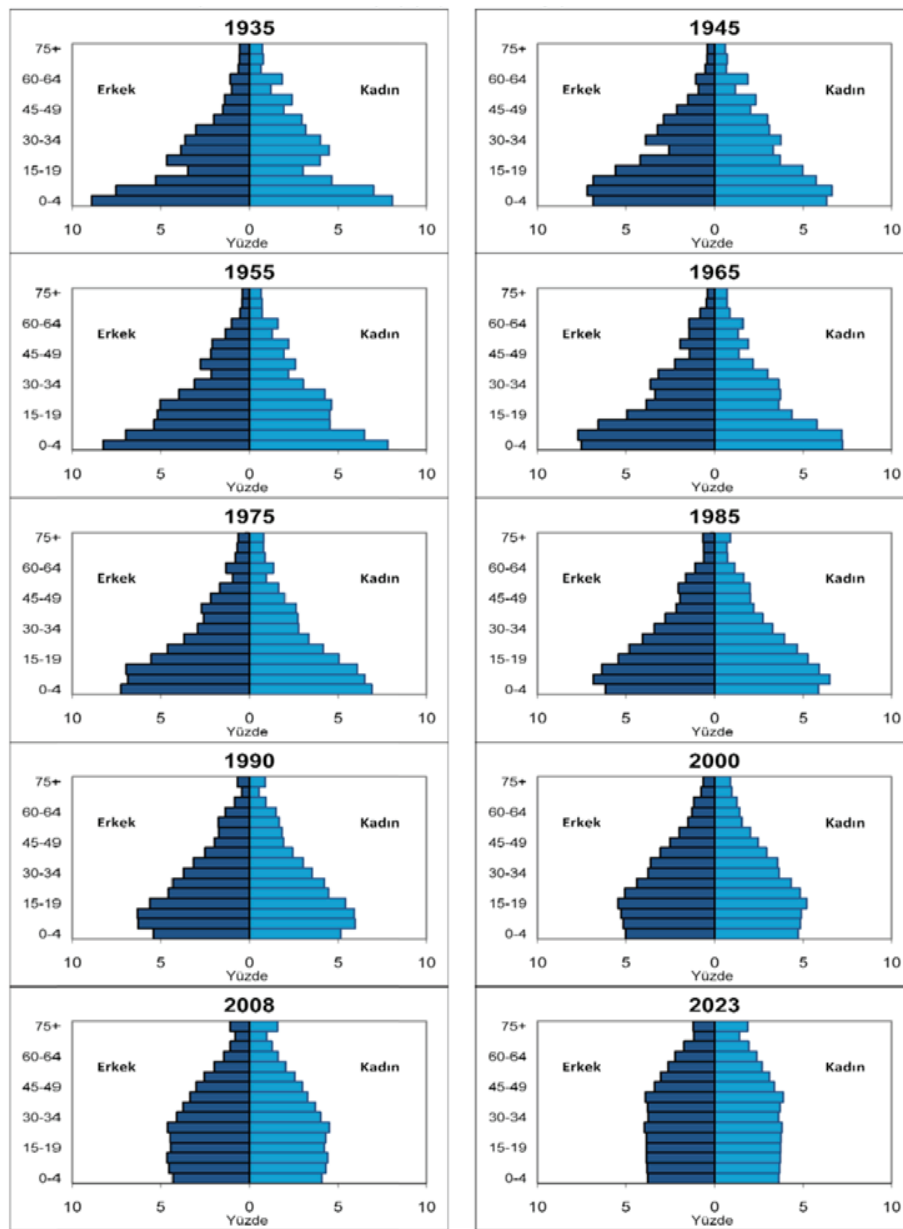 1935
75+
60-64
45-49
30-34
15-19
0-4
Erkek
Kadın
10 5 0 5 10
Yüzde
1945
75+
60-64
45-49
30-34
15-19
0-4
Erkek
Kadın
10 5 0 5 10
Yüzde
1955
75+
60-64
45-49
30-34
15-19
0-4
Erkek
Kadın
10 5 0 5 10
Yüzde
1965
75+
60-64
45-49
30-34
15-19
0-4
Erkek
Kadın
10 5 0 5 10
Yüzde
1975
75+
60-64
45-49
30-34
15-19
0-4
Erkek
Kadın
10 5 0 5 10
Yüzde
1985
75+
60-64
45-49
30-34
15-19
0-4
Erkek
Kadın
10 5 0 5 10
Yüzde
1990
75+
60-64
45-49
30-34
15-19
0-4
Erkek
Kadın
10 5 0 5 10
Yüzde
2000
75+
60-64
45-49
30-34
15-19
0-4
Erkek
Kadın
10 5 0 5 10
Yüzde
2008
75+
60-64
45-49
30-34
15-19
0-4
Erkek
Kadın
10 5 0 5 10
Yüzde
2023
75+
60-64
45-49
30-34
15-19
0-4
Erkek
Kadın
10 5 0 5 10
Yüzde